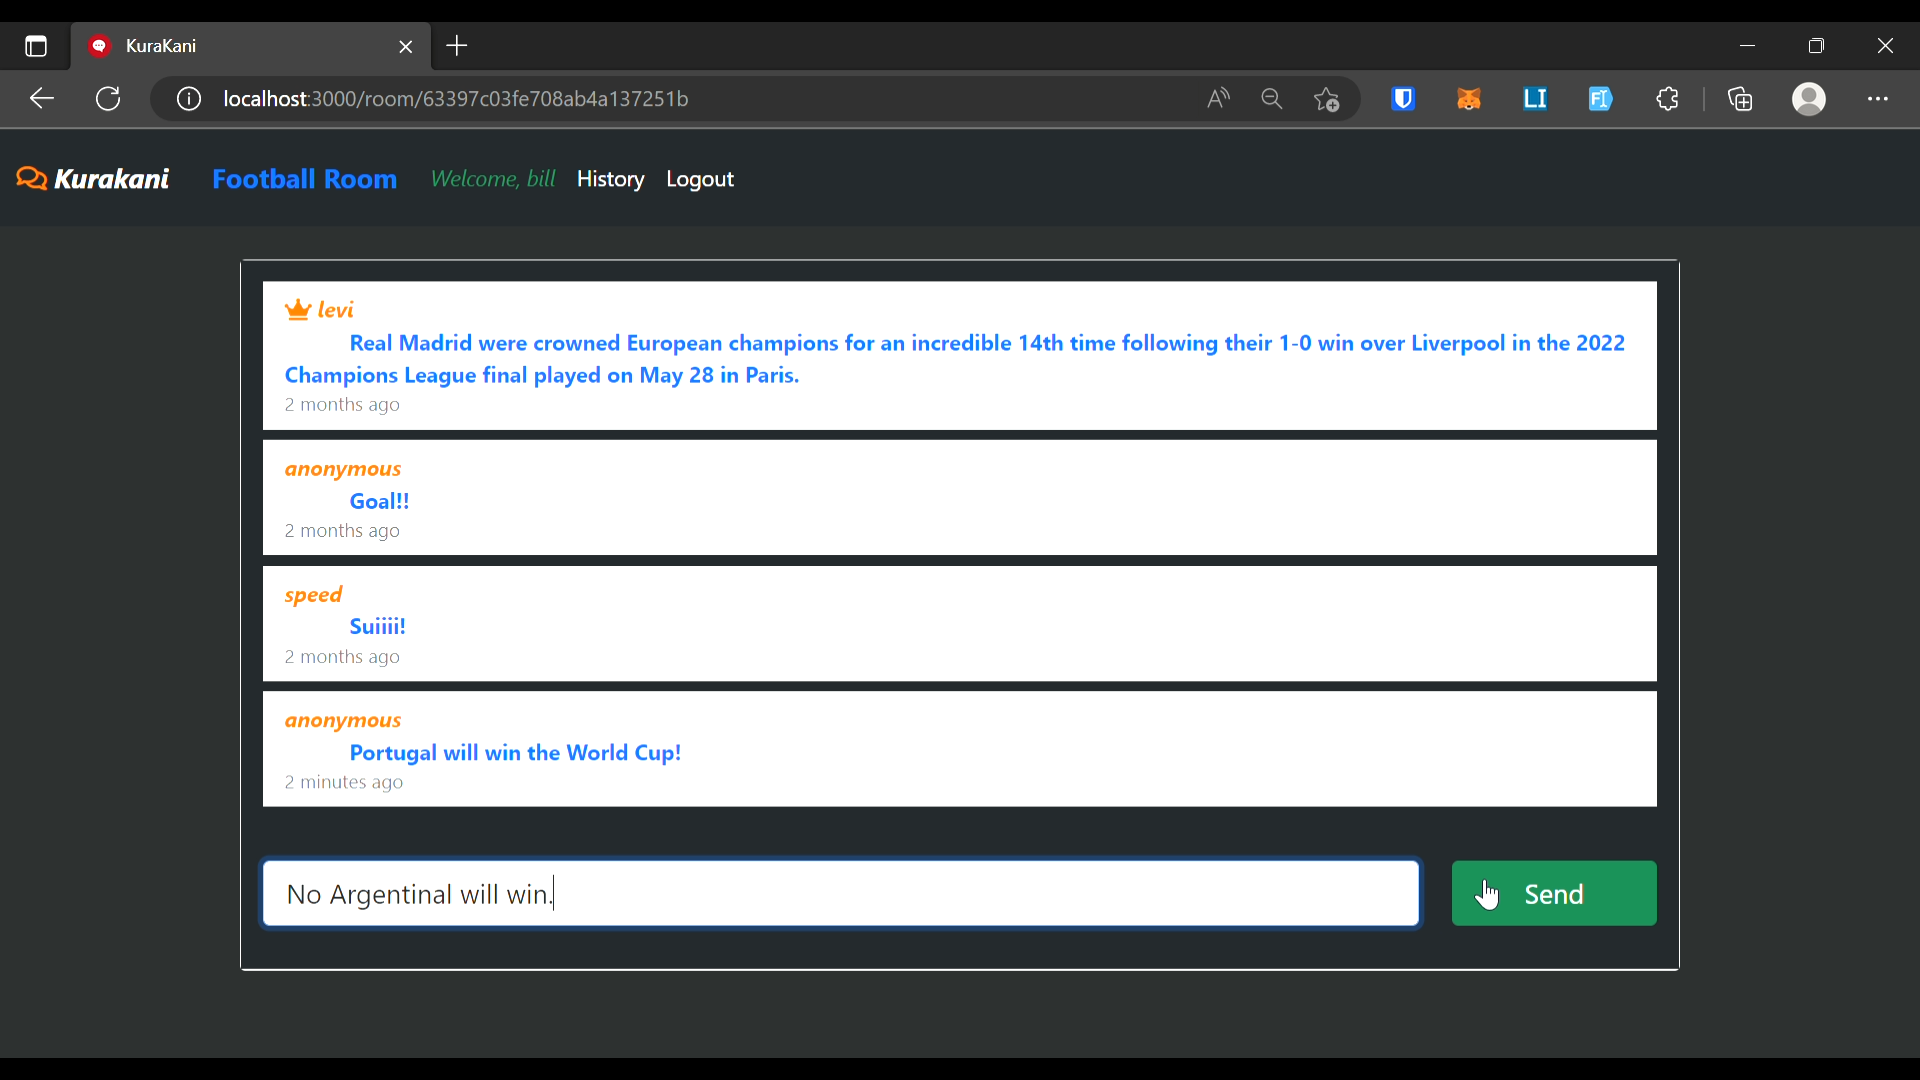 KuraKani
localhost:3000/room/63397c03fe708ab4a137251b
Kurakani Football Room Welcome, bill History Logout
levi
Real Madrid were crowned European champions for an incredible 14th time following their 1-0 win over Liverpool in the 2022
Champions League final played on May 28 in Paris.
2 months ago
anonymous
Goal!!
2 months ago
speed
Suiiii!
2 months ago
anonymous
Portugal will win the World Cup!
2 minutes ago
No Argentinal will win.
Send